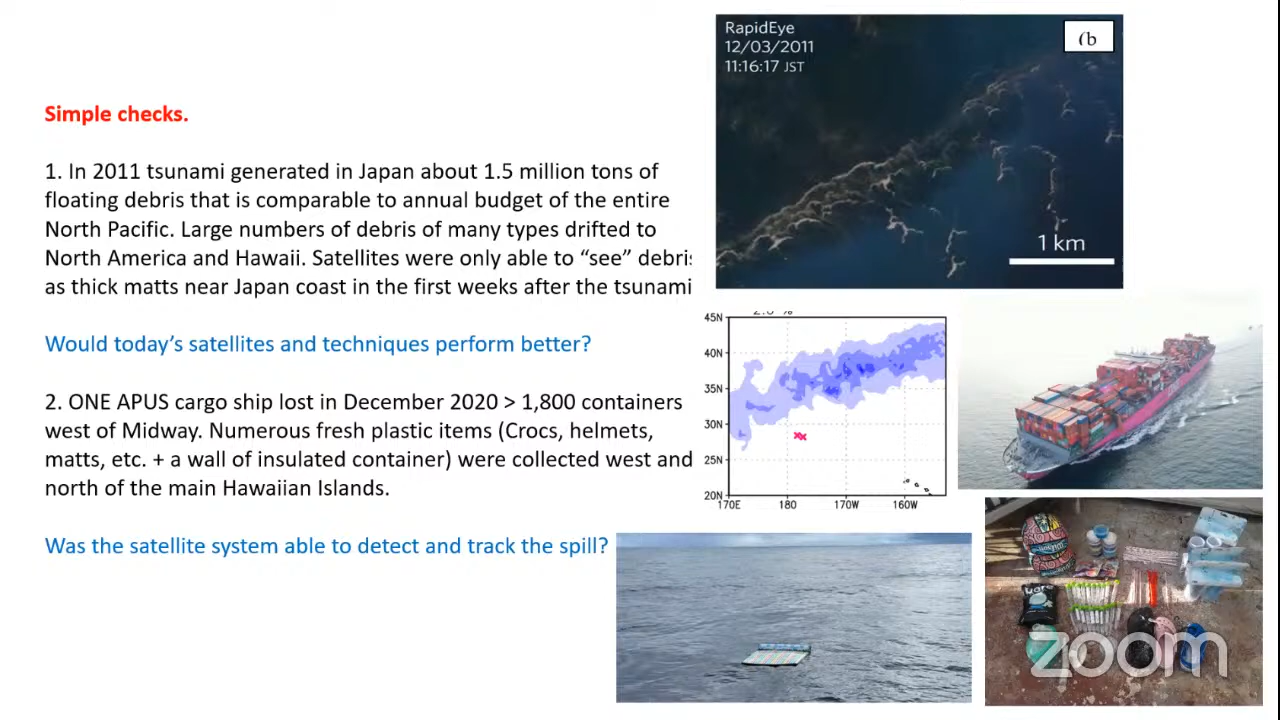 Simple checks.
1. In 2011 tsunami generated in Japan about 1.5 million tons of
floating debris that is comparable to annual budget of the entire
North Pacific. Large numbers of debris of many types drifted to
North America and Hawaii. Satellites were only able to “see” debris
as thick matts near Japan coast in the first weeks after the tsunami
Would today’s satellites and techniques perform better?
2. ONE APUS cargo ship lost in December 2020 > 1,800 containers
west of Midway. Numerous fresh plastic items (Crocs, helmets,
matts, etc. + a wall of insulated container) were collected west and
north of the main Hawaiian Islands.
Was the satellite system able to detect and track the spill?
RapidEye
12/03/2011
11:16:17 JST
(b
1 km
45N
40N
35N
30N
25N
20N
170E 180 170W 160W
zoom